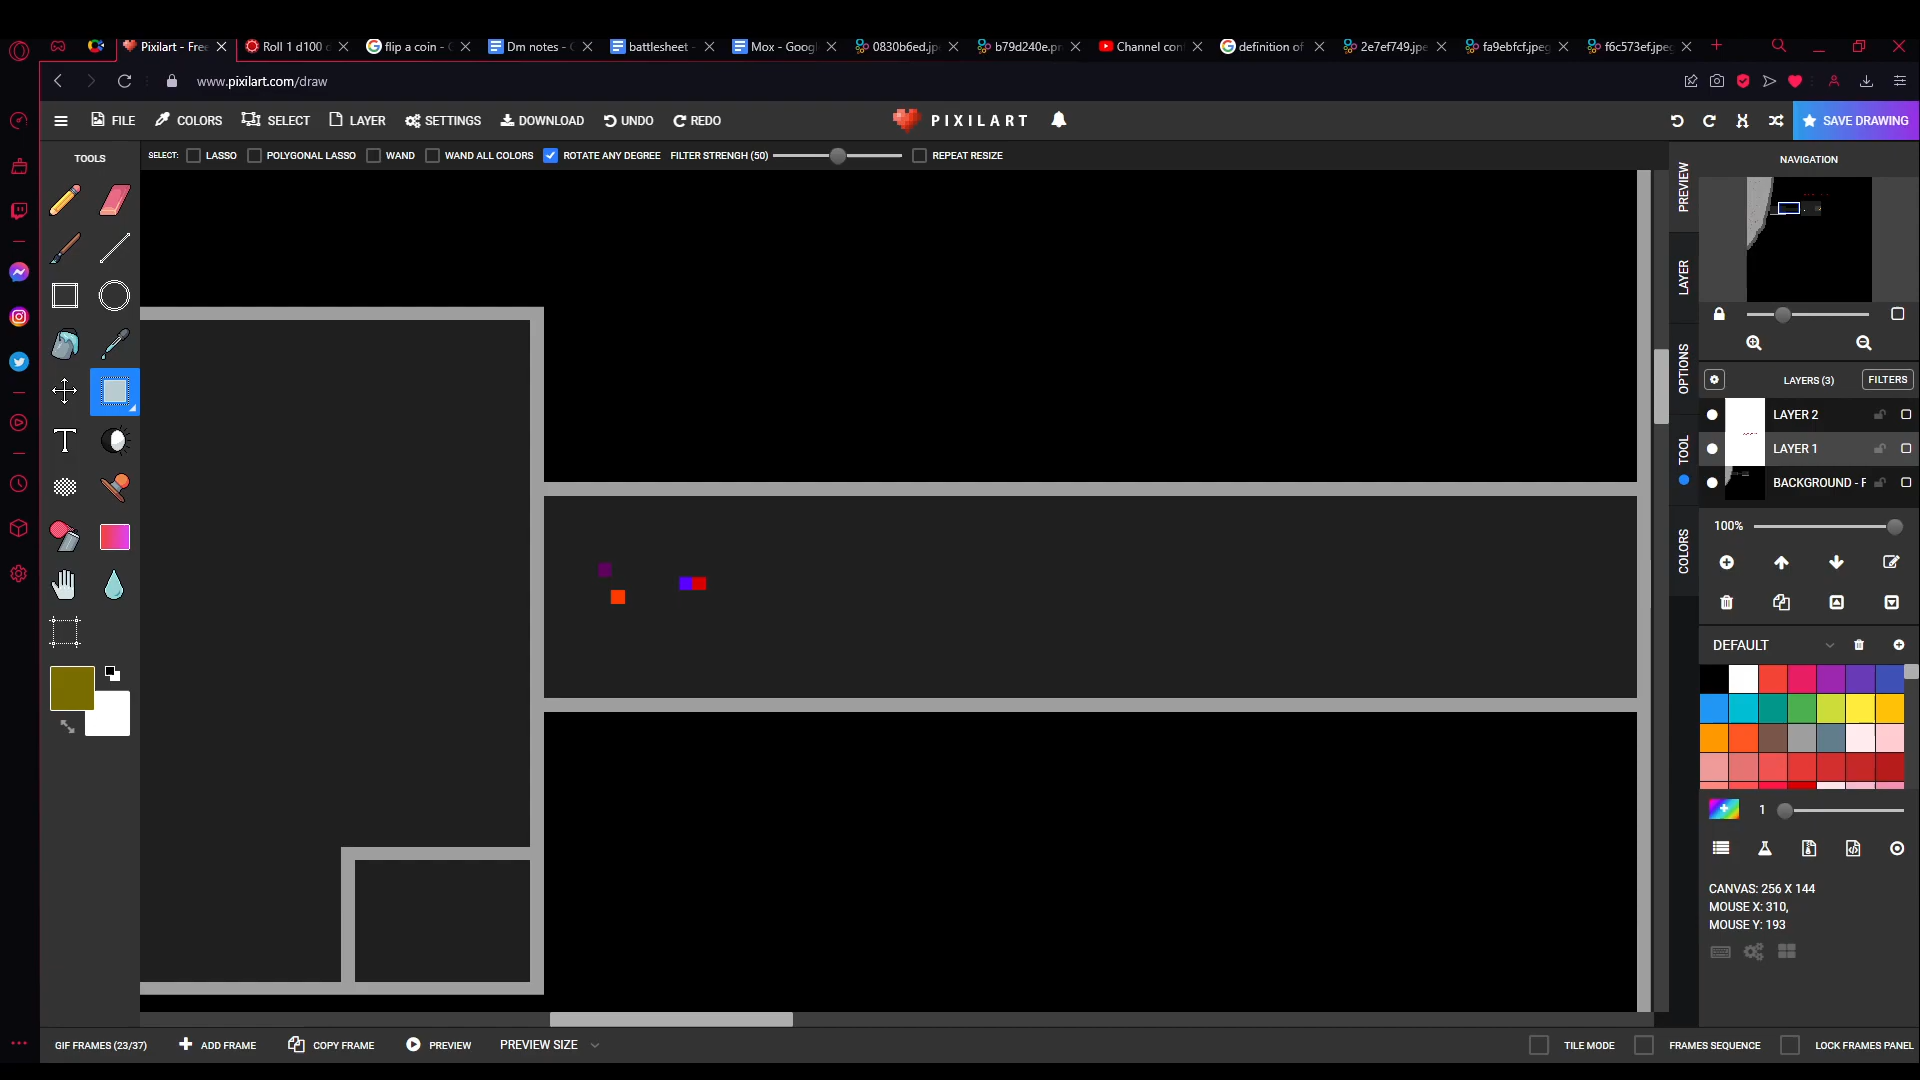 Pixilart - Free
Roll 1 d100
flip a coin -
Dm notes -
battlesheet -
Mox - Googl
0830b6ed.jp
b79d240e.pr
Channel con
definition of
2e7ef749.jpe
fa9ebfcf.jpeg
f6c573ef.jpeg
www.pixilart.com/draw
FILE
COLORS
SELECT
LAYER
SETTINGS
DOWNLOAD
UNDO
REDO
PIXILART
SAVE DRAWING
TOOLS
SELECT:
LASSO
POLYGONAL LASSO
WAND
WAND ALL COLORS
ROTATE ANY DEGREE
FILTER STRENGH (50)
REPEAT RESIZE
NAVIGATION
PREVIEW
LAYER
OPTIONS
TOOL
COLORS
LAYERS (3)
FILTERS
LAYER 2
LAYER 1
BACKGROUND - F
100%
DEFAULT
1
CANVAS: 256 X 144
MOUSE X: 310,
MOUSE Y: 193
GIF FRAMES (23/37)
ADD FRAME
COPY FRAME
PREVIEW
PREVIEW SIZE
TILE MODE
FRAMES SEQUENCE
LOCK FRAMES PANEL